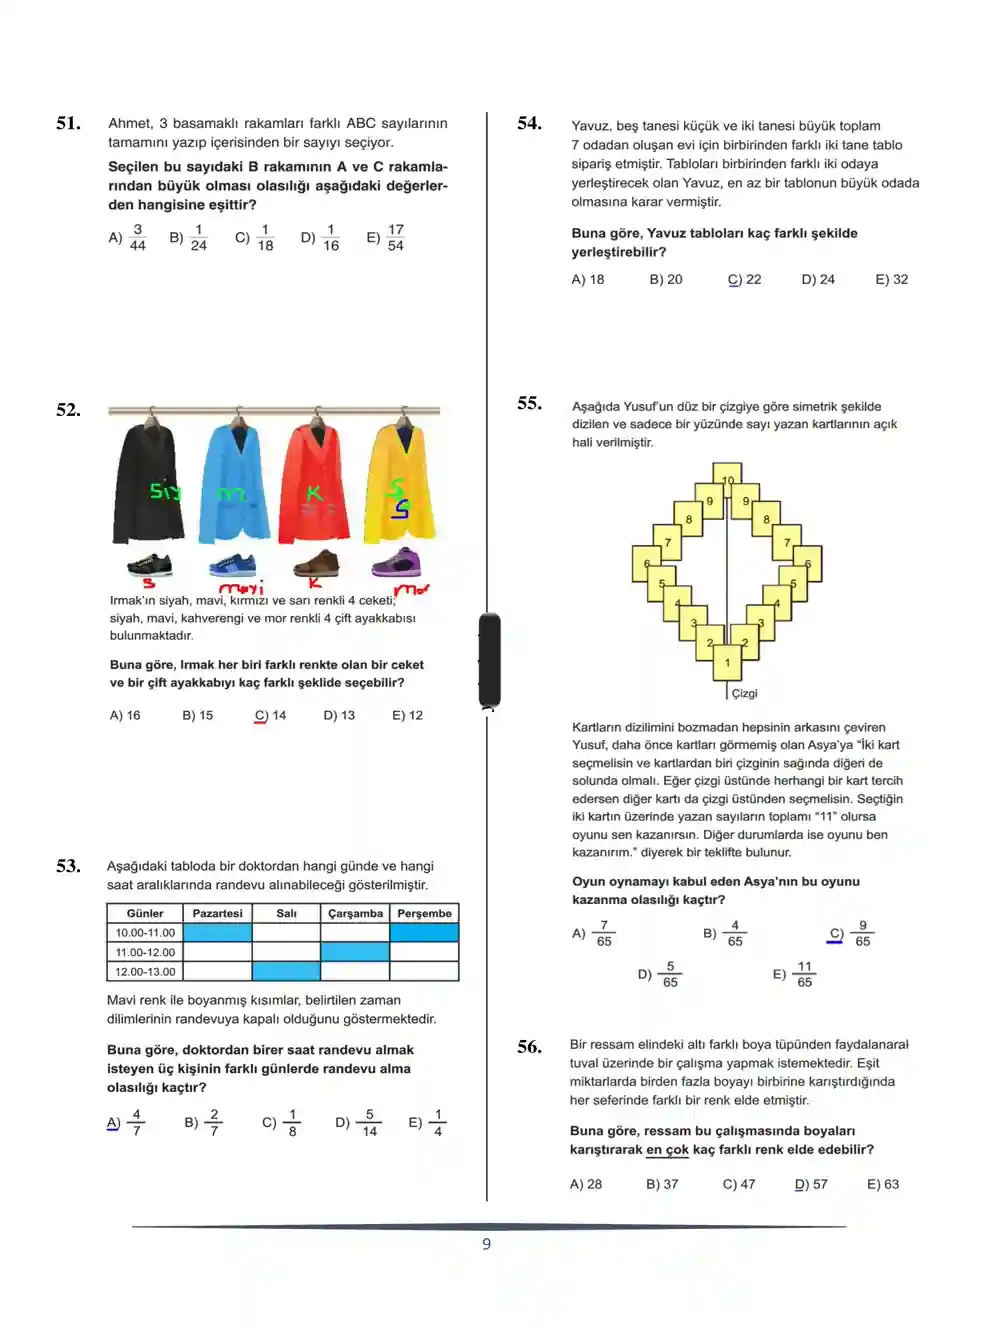 51. Ahmet, 3 basamaklı rakamları farklı ABC sayılarının
tamamını yazıp içerisinden bir sayıyı seçiyor.
Seçilen bu sayıdaki B rakamının A ve C rakamla-
rından büyük olması olasılığı aşağıdaki değerler-
den hangisine eşittir?
A) 3/44 B) 1/24 C) 1/18 D) 1/16 E) 17/54
52.
Siy m K S
S
s mavi K mor
Irmak'ın siyah, mavi, kırmızı ve sarı renkli 4 ceketi;
siyah, mavi, kahverengi ve mor renkli 4 çift ayakkabısı
bulunmaktadır.
Buna göre, Irmak her biri farklı renkte olan bir ceket
ve bir çift ayakkabıyı kaç farklı şeklide seçebilir?
A) 16 B) 15 C) 14 D) 13 E) 12
53. Aşağıdaki tabloda bir doktordan hangi günde ve hangi
saat aralıklarında randevu alınabileceği gösterilmiştir.
Günler Pazartesi Salı Çarşamba Perşembe
10.00-11.00
11.00-12.00
12.00-13.00
Mavi renk ile boyanmış kısımlar, belirtilen zaman
dilimlerinin randevuya kapalı olduğunu göstermektedir.
Buna göre, doktordan birer saat randevu almak
isteyen üç kişinin farklı günlerde randevu alma
olasılığı kaçtır?
A) 4/7 B) 2/7 C) 1/8 D) 5/14 E) 1/4
54. Yavuz, beş tanesi küçük ve iki tanesi büyük toplam
7 odadan oluşan evi için birbirinden farklı iki tane tablo
sipariş etmiştir. Tabloları birbirinden farklı iki odaya
yerleştirecek olan Yavuz, en az bir tablonun büyük odada
olmasına karar vermiştir.
Buna göre, Yavuz tabloları kaç farklı şekilde
yerleştirebilir?
A) 18 B) 20 C) 22 D) 24 E) 32
55. Aşağıda Yusuf'un düz bir çizgiye göre simetrik şekilde
dizilen ve sadece bir yüzünde sayı yazan kartlarının açık
hali verilmiştir.
10
9 9
8 8
7 7
6 6
5 5
4 4
3 3
2 2
1
Çizgi
Kartların dizilimini bozmadan hepsinin arkasını çeviren
Yusuf, daha önce kartları görmemiş olan Asya'ya "İki kart
seçmelisin ve kartlardan biri çizginin sağında diğeri de
solunda olmalı. Eğer çizgi üstünde herhangi bir kart tercih
edersen diğer kartı da çizgi üstünden seçmelisin. Seçtiğin
iki kartın üzerinde yazan sayıların toplamı "11" olursa
oyunu sen kazanırsın. Diğer durumlarda ise oyunu ben
kazanırım." diyerek bir teklifte bulunur.
Oyun oynamayı kabul eden Asya'nın bu oyunu
kazanma olasılığı kaçtır?
A) 7/65 B) 4/65 C) 9/65
D) 5/65 E) 11/65
56. Bir ressam elindeki altı farklı boya tüpünden faydalanarak
tuval üzerinde bir çalışma yapmak istemektedir. Eşit
miktarlarda birden fazla boyayı birbirine karıştırdığında
her seferinde farklı bir renk elde etmiştir.
Buna göre, ressam bu çalışmasında boyaları
karıştırarak en çok kaç farklı renk elde edebilir?
A) 28 B) 37 C) 47 D) 57 E) 63
9